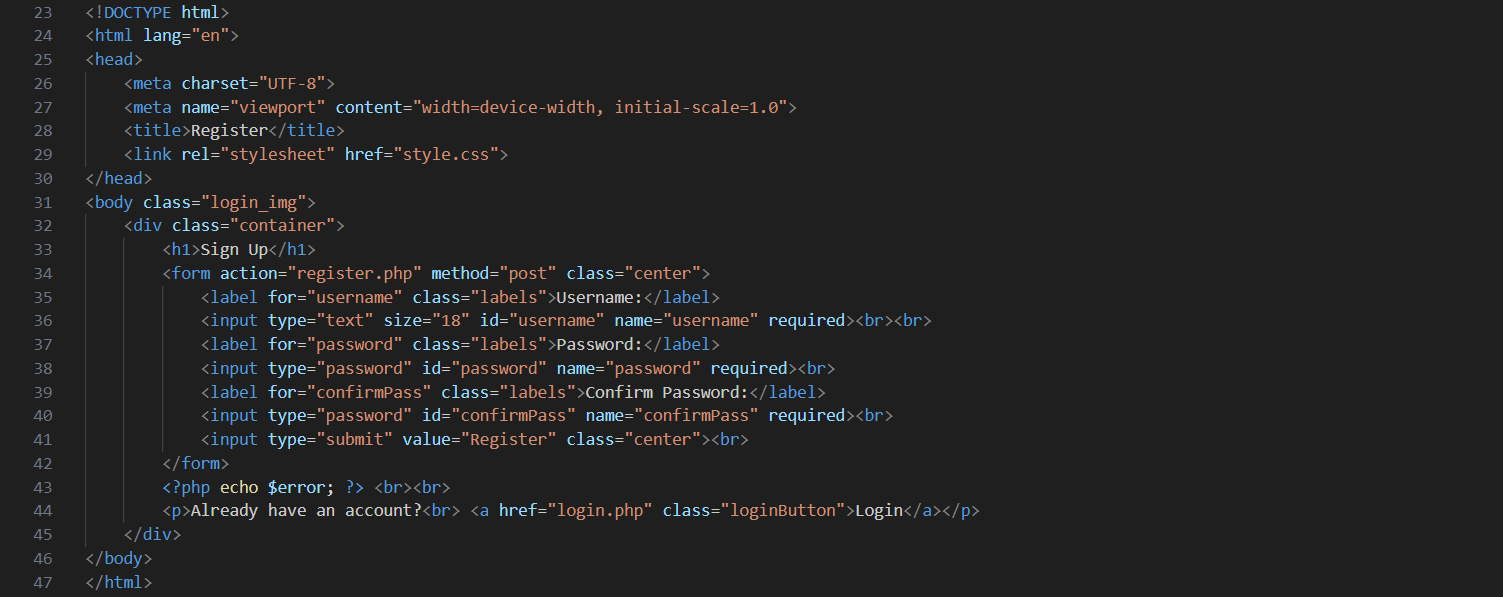 23 <!DOCTYPE html>
24 <html lang="en">
25 <head>
26     <meta charset="UTF-8">
27     <meta name="viewport" content="width=device-width, initial-scale=1.0">
28     <title>Register</title>
29     <link rel="stylesheet" href="style.css">
30 </head>
31 <body class="login_img">
32     <div class="container">
33         <h1>Sign Up</h1>
34         <form action="register.php" method="post" class="center">
35             <label for="username" class="labels">Username:</label>
36             <input type="text" size="18" id="username" name="username" required><br><br>
37             <label for="password" class="labels">Password:</label>
38             <input type="password" id="password" name="password" required><br>
39             <label for="confirmPass" class="labels">Confirm Password:</label>
40             <input type="password" id="confirmPass" name="confirmPass" required><br>
41             <input type="submit" value="Register" class="center"><br>
42         </form>
43         <?php echo $error; ?> <br><br>
44         <p>Already have an account?<br> <a href="login.php" class="loginButton">Login</a></p>
45     </div>
46 </body>
47 </html>